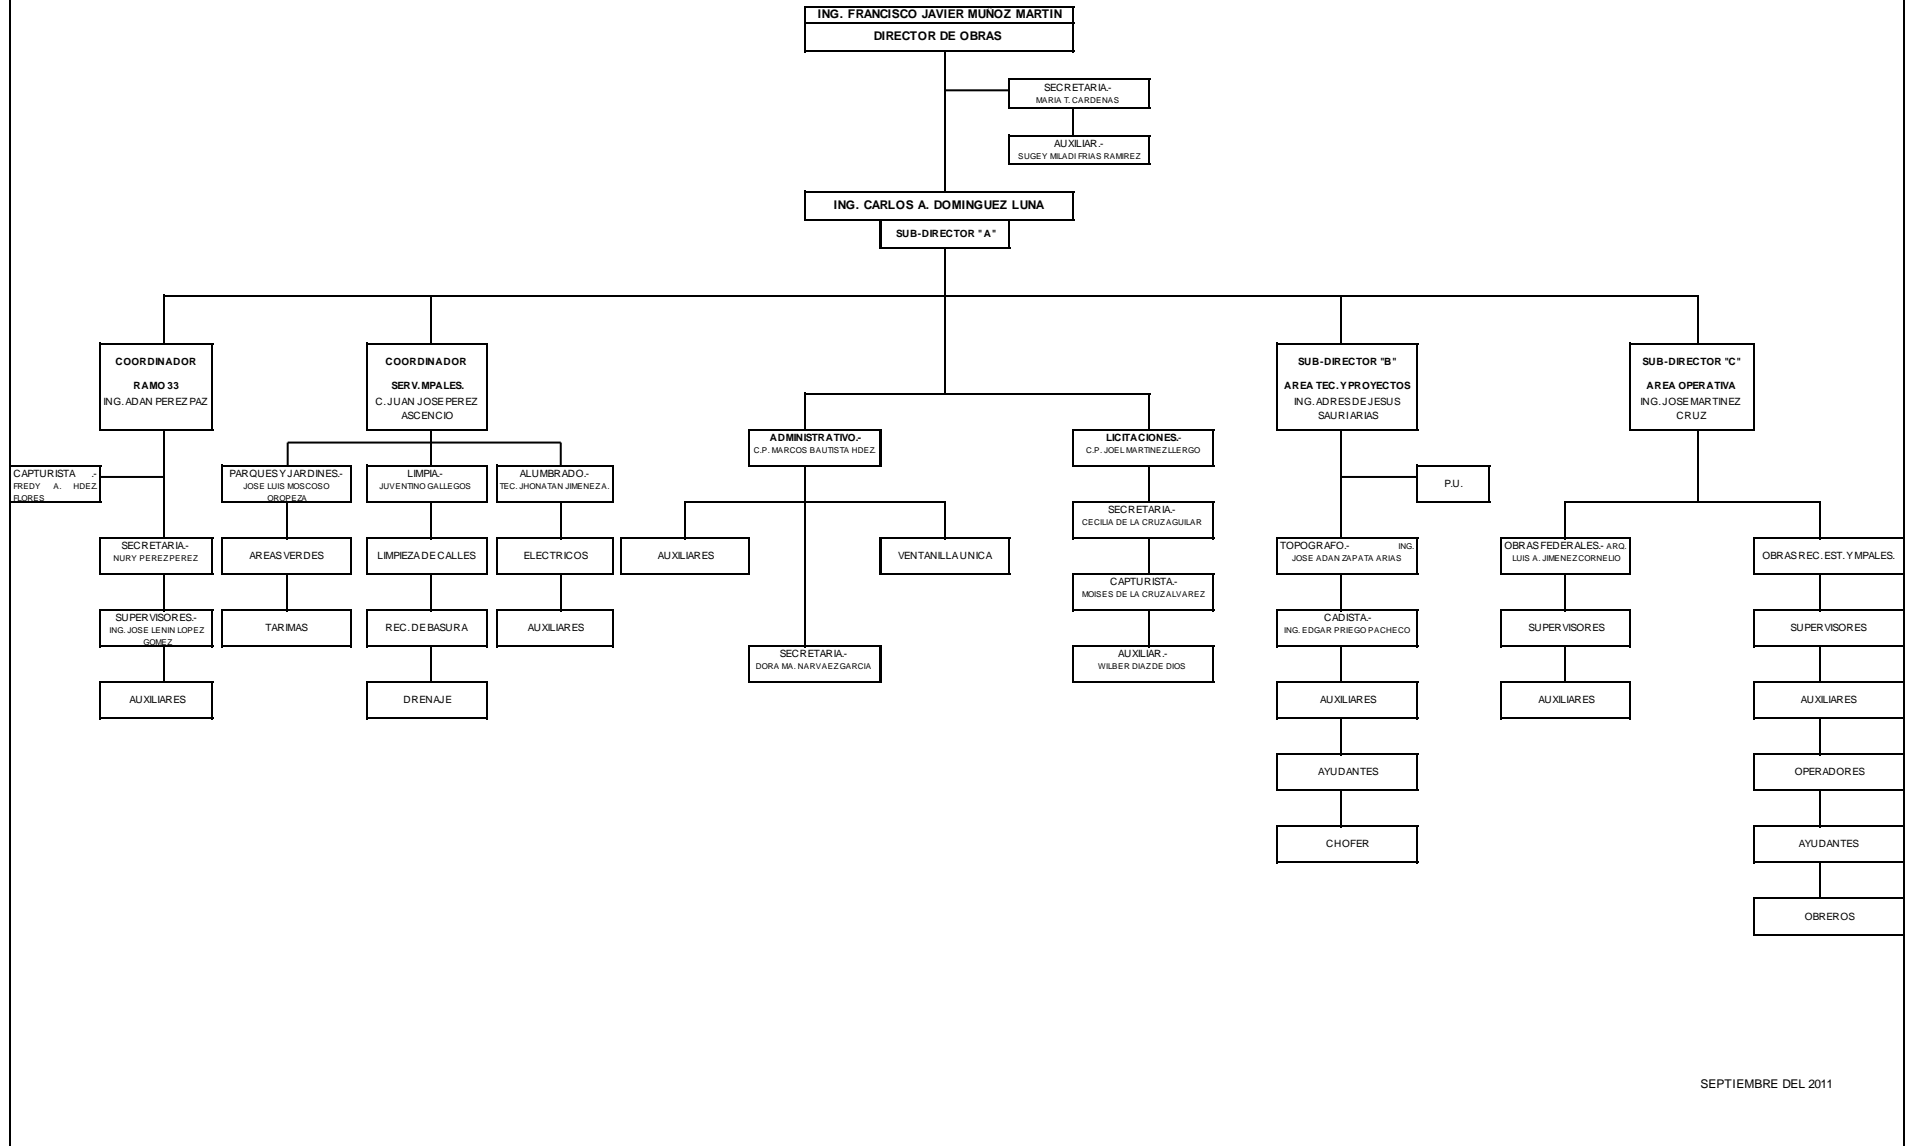 ING. FRANCISCO JAVIER MUÑOZ MARTIN
DIRECTOR DE OBRAS
SECRETARIA.-
MARIA T. CARDENAS
AUXILIAR.-
SUGEY MILADI FRIAS RAMIREZ
ING. CARLOS A. DOMINGUEZ LUNA
SUB-DIRECTOR "A"
COORDINADOR
RAMO 33
ING. ADAN PEREZ PAZ
COORDINADOR
SERV. MPALES.
C. JUAN JOSE PEREZ
ASCENCIO
SUB-DIRECTOR "B"
AREA TEC. Y PROYECTOS
ING. ADRES DE JESUS
SAURI ARIAS
SUB-DIRECTOR "C"
AREA OPERATIVA
ING. JOSE MARTINEZ
CRUZ
ADMINISTRATIVO.-
C.P. MARCOS BAUTISTA HDEZ.
LICITACIONES.-
C.P. JOEL MARTINEZ LLERGO
CAPTURISTA .-
FREDY A. HDEZ.
FLORES
PARQUES Y JARDINES.-
JOSE LUIS MOSCOSO
OROPEZA
LIMPIA.-
JUVENTINO GALLEGOS
ALUMBRADO.-
TEC. JHONATAN JIMENEZ A.
P.U.
SECRETARIA.-
CECILIA DE LA CRUZ AGUILAR
SECRETARIA.-
NURY PEREZ PEREZ
AREAS VERDES
LIMPIEZA DE CALLES
ELECTRICOS
AUXILIARES
VENTANILLA UNICA
TOPOGRAFO.- ING.
JOSE ADAN ZAPATA ARIAS
OBRAS FEDERALES.- ARQ.
LUIS A. JIMENEZ CORNELIO
OBRAS REC. EST. Y MPALES.
CAPTURISTA.-
MOISES DE LA CRUZ ALVAREZ
SUPERVISORES.-
ING. JOSE LENIN LOPEZ
GOMEZ
TARIMAS
REC. DE BASURA
AUXILIARES
CADISTA.-
ING. EDGAR PRIEGO PACHECO
SUPERVISORES
SUPERVISORES
SECRETARIA.-
DORA MA. NARVAEZ GARCIA
AUXILIAR.-
WILBER DIAZ DE DIOS
AUXILIARES
DRENAJE
AUXILIARES
AUXILIARES
AUXILIARES
AYUDANTES
OPERADORES
CHOFER
AYUDANTES
OBREROS
SEPTIEMBRE DEL 2011